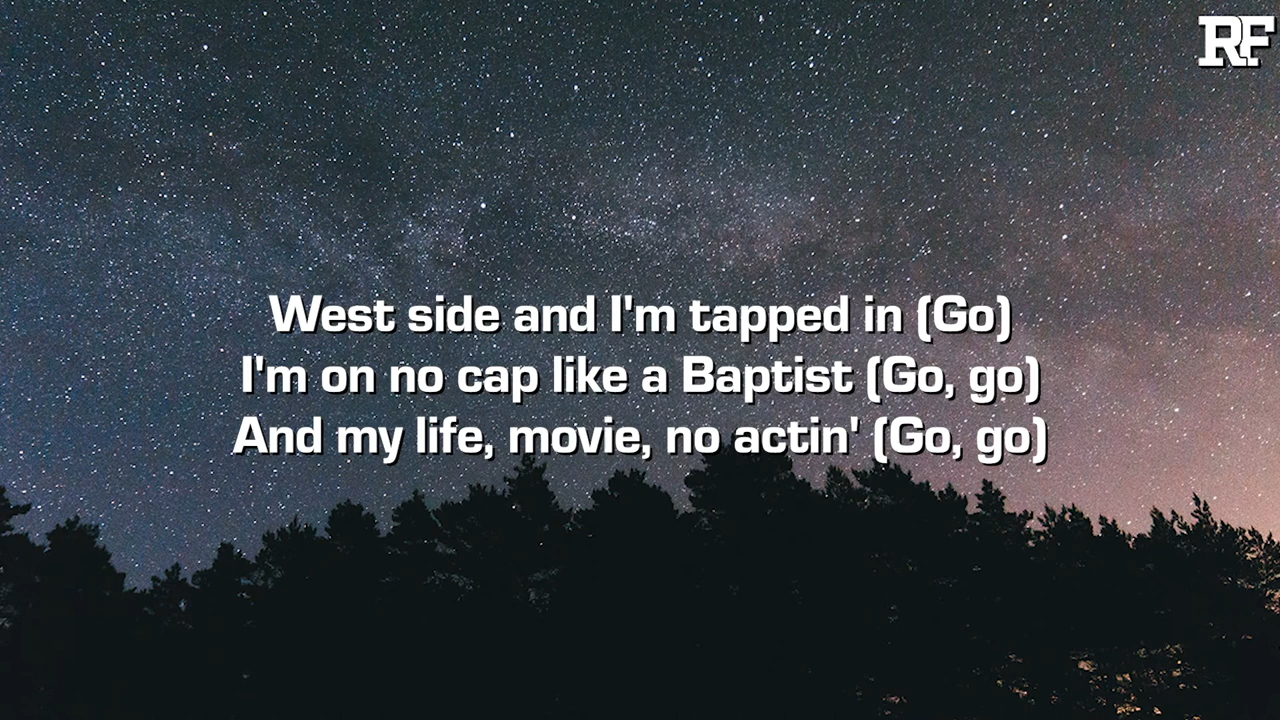 RF
West side and I'm tapped in (Go)
I'm on no cap like a Baptist (Go, go)
And my life, movie, no actin' (Go, go)